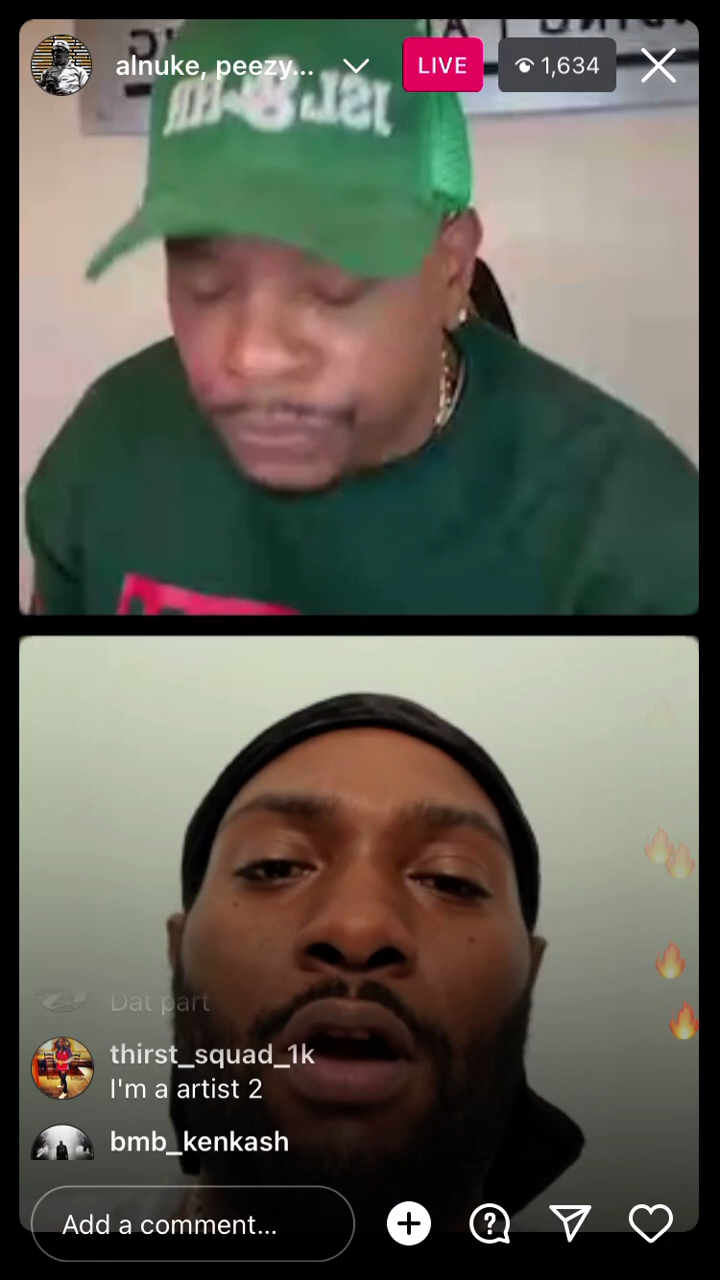 alnuke, peezy...
LIVE
1,634
Dat part
thirst_squad_1k
I'm a artist 2
bmb_kenkash
Add a comment...